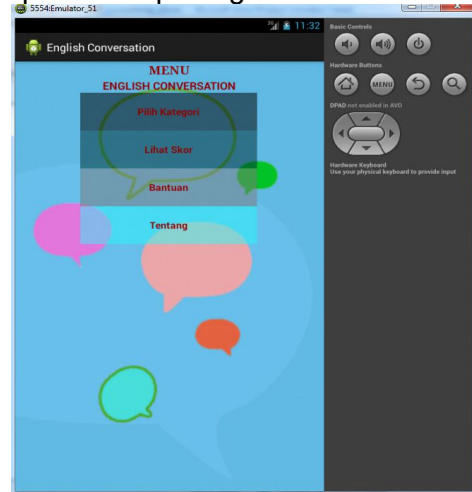 5554:Emulator_51
3G 11:32
English Conversation
MENU
ENGLISH CONVERSATION
Pilih Kategori
Lihat Skor
Bantuan
Tentang
Basic Controls
Hardware Buttons
MENU
DPAD not enabled in AVD
Hardware Keyboard
Use your physical keyboard to provide input